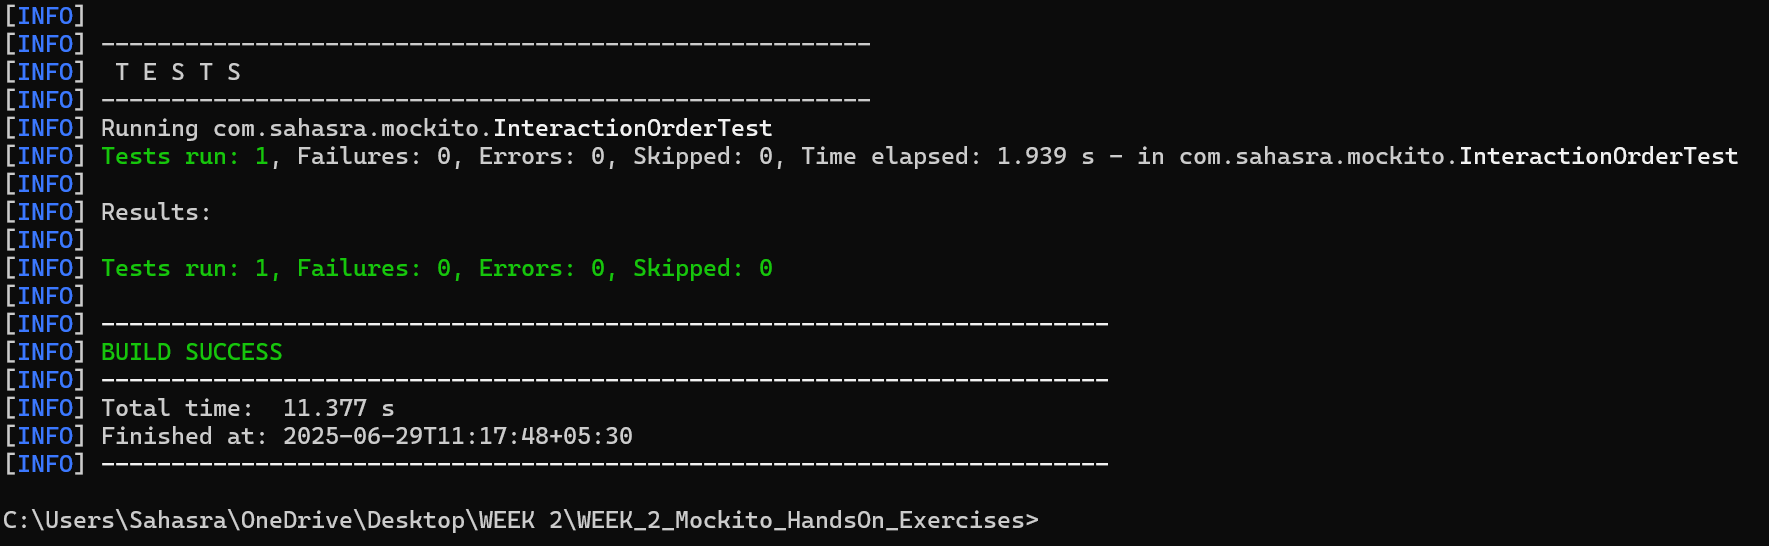 [INFO]
[INFO] -------------------------------------------------------
[INFO]  T E S T S
[INFO] -------------------------------------------------------
[INFO] Running com.sahasra.mockito.InteractionOrderTest
[INFO] Tests run: 1, Failures: 0, Errors: 0, Skipped: 0, Time elapsed: 1.939 s - in com.sahasra.mockito.InteractionOrderTest
[INFO]
[INFO] Results:
[INFO]
[INFO] Tests run: 1, Failures: 0, Errors: 0, Skipped: 0
[INFO]
[INFO] ------------------------------------------------------------------------
[INFO] BUILD SUCCESS
[INFO] ------------------------------------------------------------------------
[INFO] Total time:  11.377 s
[INFO] Finished at: 2025-06-29T11:17:48+05:30
[INFO] ------------------------------------------------------------------------
C:\Users\Sahasra\OneDrive\Desktop\WEEK 2\WEEK_2_Mockito_HandsOn_Exercises>